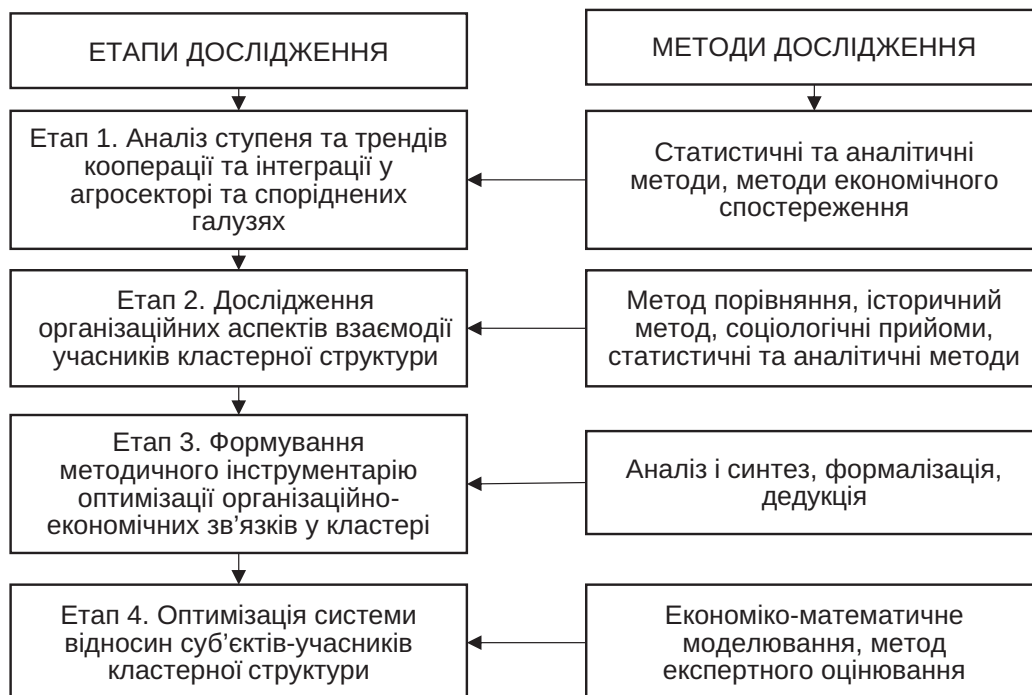 ЕТАПИ ДОСЛІДЖЕННЯ
МЕТОДИ ДОСЛІДЖЕННЯ
Етап 1. Аналіз ступеня та трендів
кооперації та інтеграції у
агросекторі та споріднених
галузях
Статистичні та аналітичні
методи, методи економічного
спостереження
Етап 2. Дослідження
організаційних аспектів взаємодії
учасників кластерної структури
Метод порівняння, історичний
метод, соціологічні прийоми,
статистичні та аналітичні методи
Етап 3. Формування
методичного інструментарію
оптимізації організаційно-
економічних зв’язків у кластері
Аналіз і синтез, формалізація,
дедукція
Етап 4. Оптимізація системи
відносин суб’єктів-учасників
кластерної структури
Економіко-математичне
моделювання, метод
експертного оцінювання